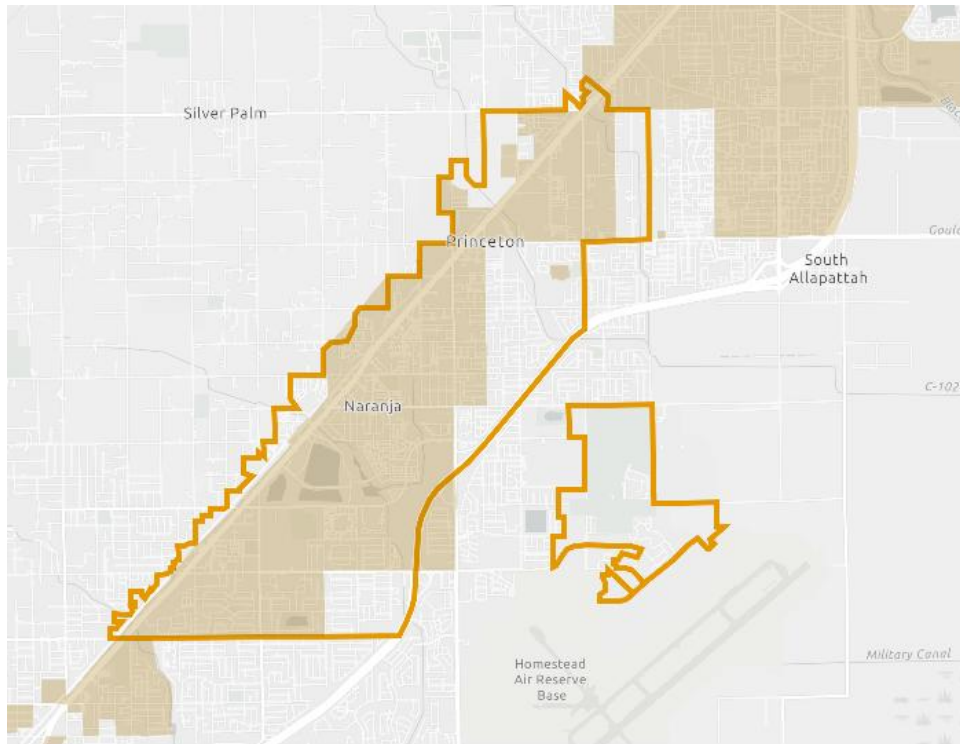 Silver Palm
Princeton
South
Allapattah
C-102
Naranja
Military Canal
Homestead
Air Reserve
Base